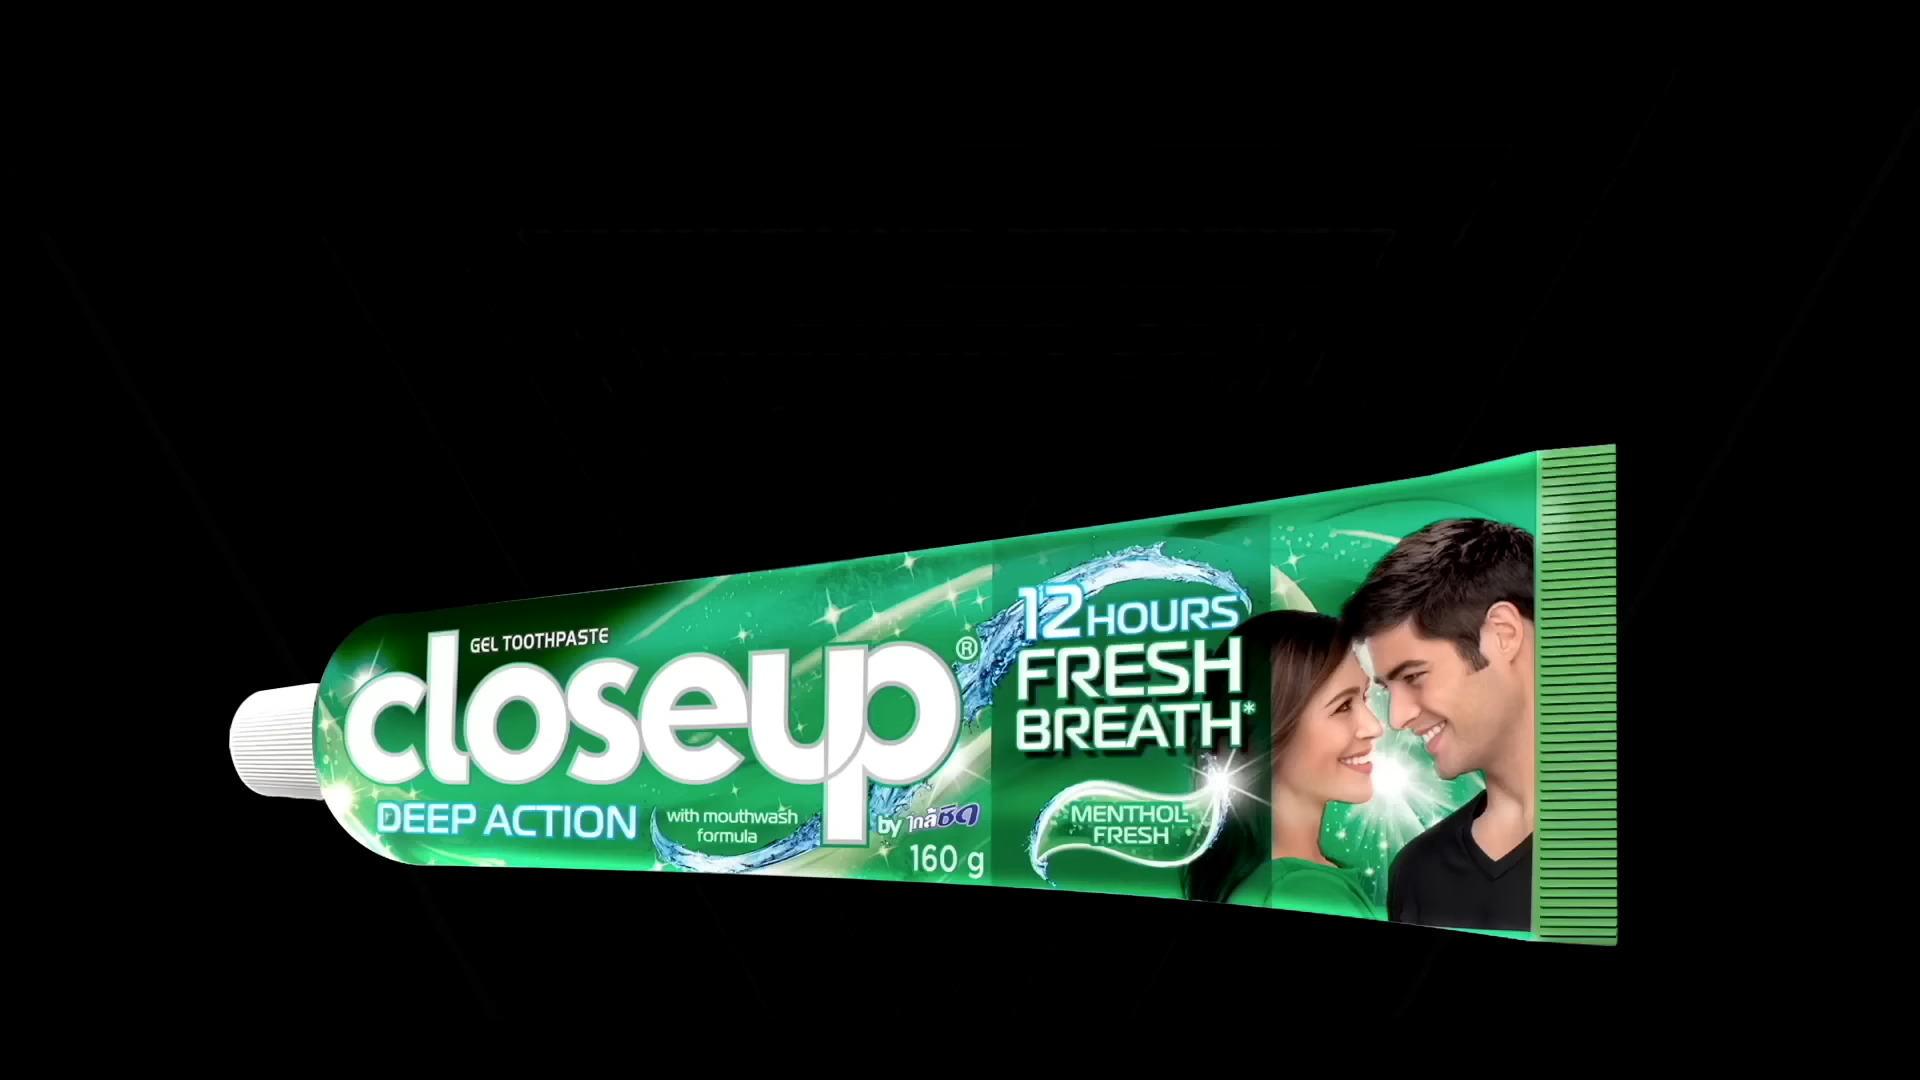 GEL TOOTHPASTE
closeup®
DEEP ACTION
with mouthwash
formula
by ใกล้ชิด
160 g
12 HOURS
FRESH
BREATH*
MENTHOL
FRESH